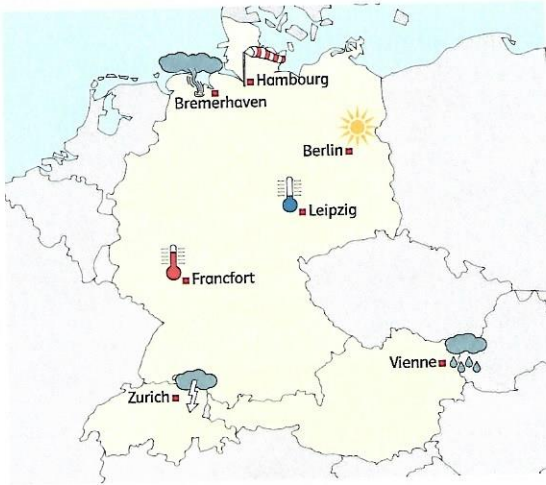 Hambourg
Bremerhaven
Berlin
Leipzig
Francfort
Vienne
Zurich